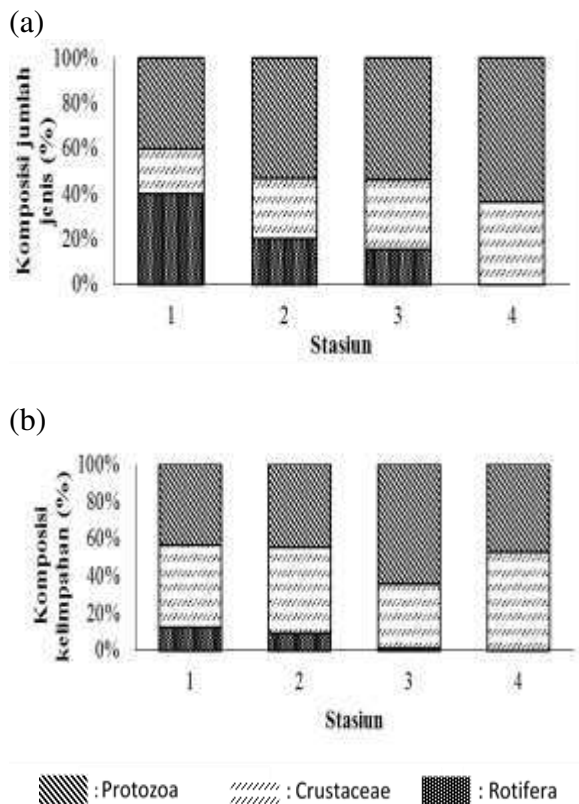 (a)
Komposisi jumlah
jenis (%)
100%
80%
60%
40%
20%
0%
1 2 3 4
Stasiun
(b)
Komposisi
kelimpahan (%)
100%
80%
60%
40%
20%
0%
1 2 3 4
Stasiun
: Protozoa : Crustaceae : Rotifera